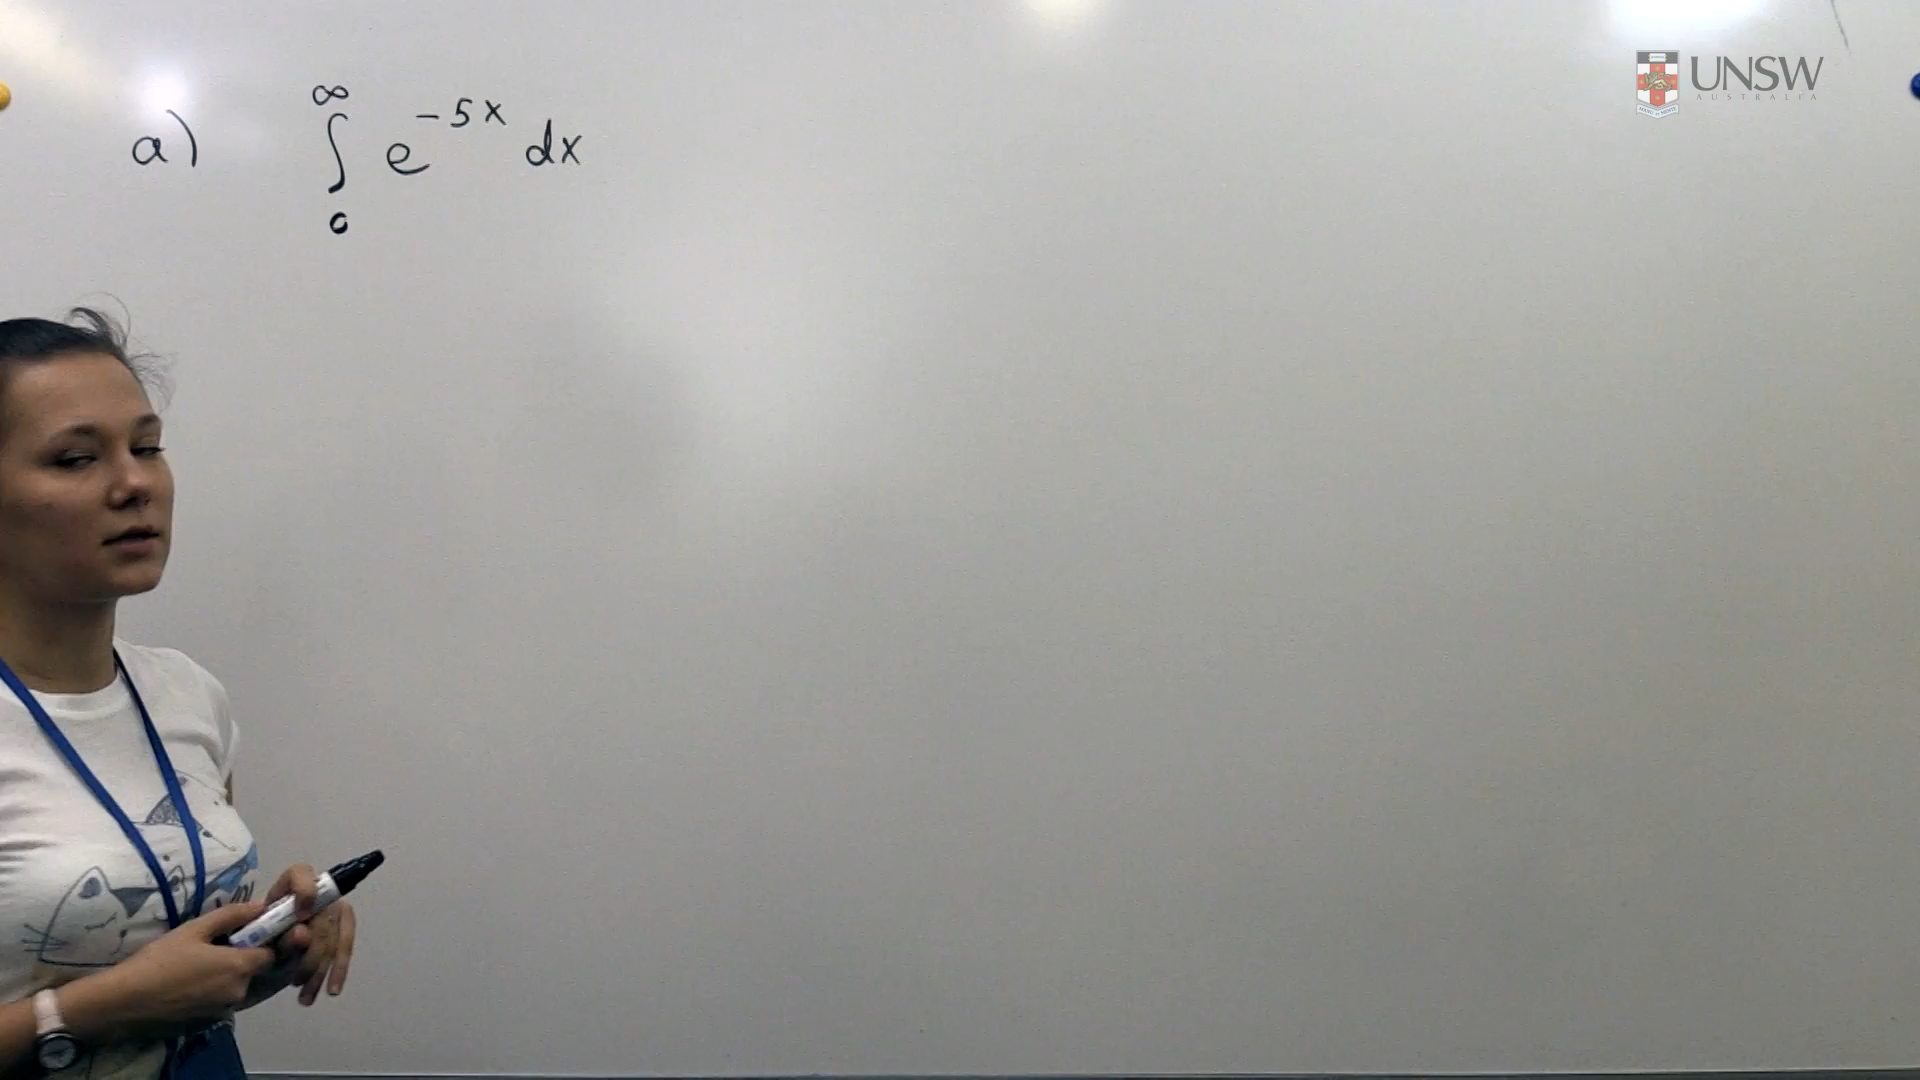 a) ∫₀^∞ e^{-5x} dx
UNSW
AUSTRALIA